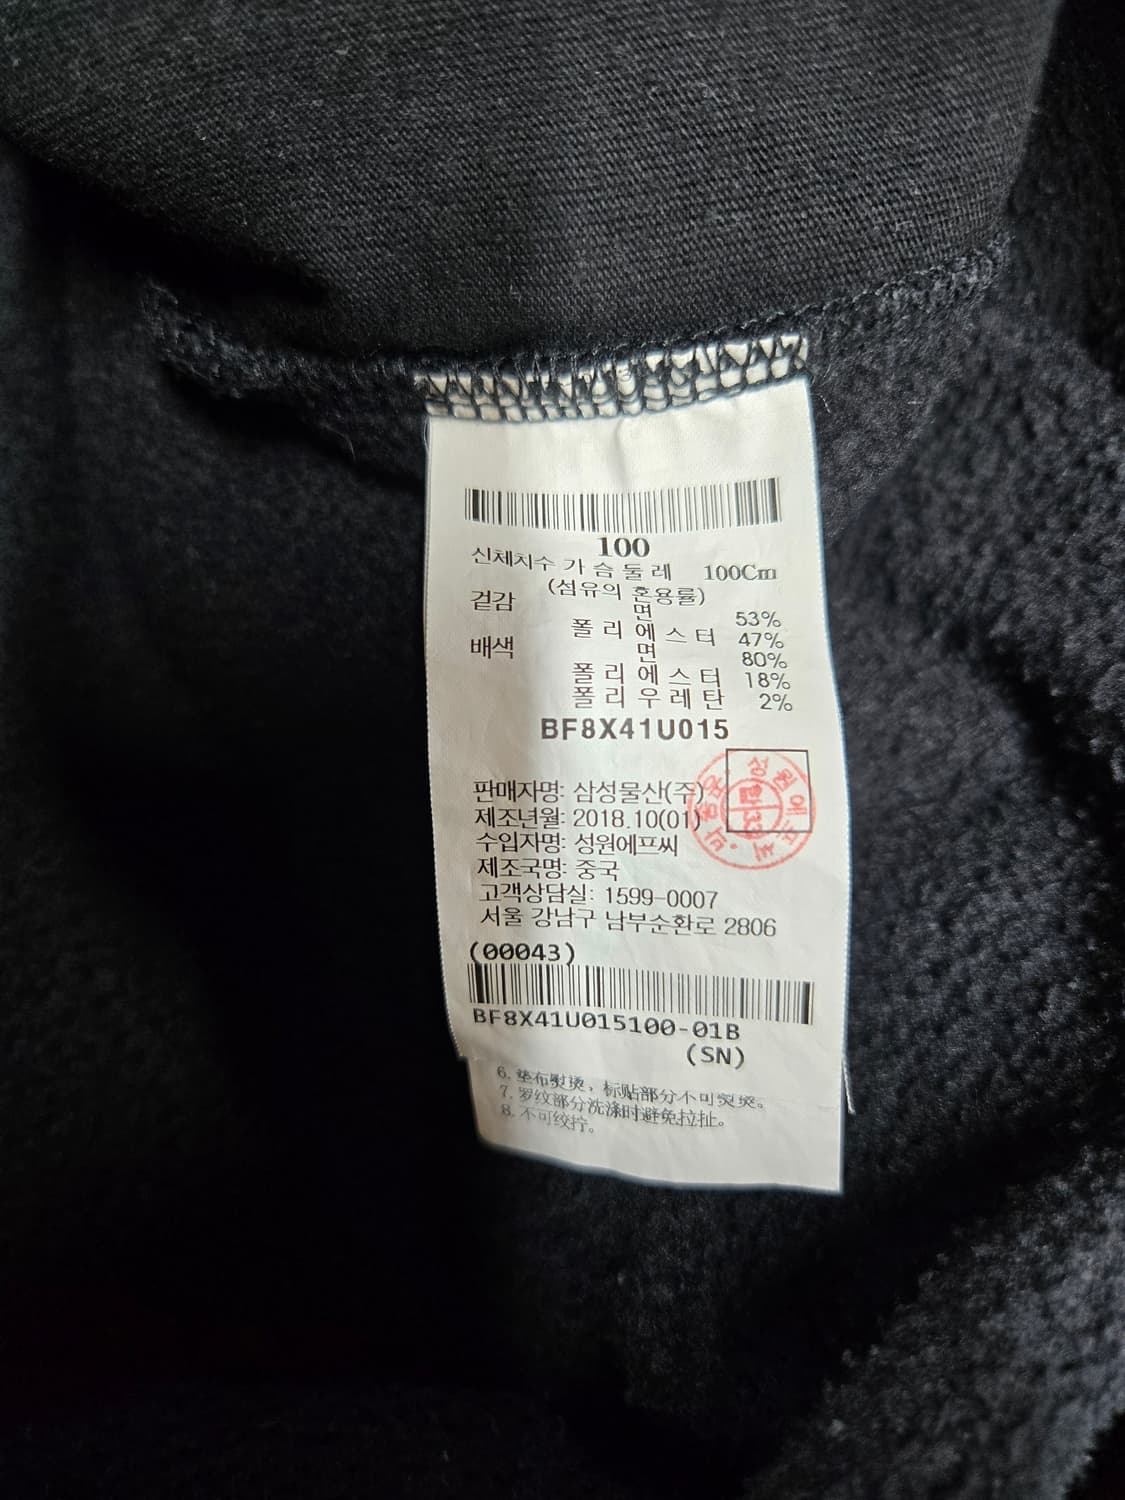 100
신체치수 가슴둘레 100Cm
(섬유의 혼용률)
겉감 면 53%
폴리에스터 47%
배색 면 80%
폴리에스터 18%
폴리우레탄 2%
BF8X41U015
판매자명: 삼성물산(주)
제조년월: 2018.10(01)
수입자명: 성원에프씨
제조국명: 중국
고객상담실: 1599-0007
서울 강남구 남부순환로 2806
(00043)
BF8X41U015100-01B
(SN)
6. 垫布熨烫，标贴部分不可熨烫。
7. 罗纹部分洗涤时避免拉扯。
8. 不可绞拧。